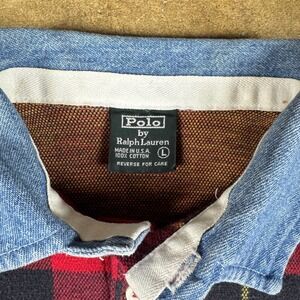 Polo
by
Ralph Lauren
MADE IN U.S.A.
100% COTTON
L
REVERSE FOR CARE